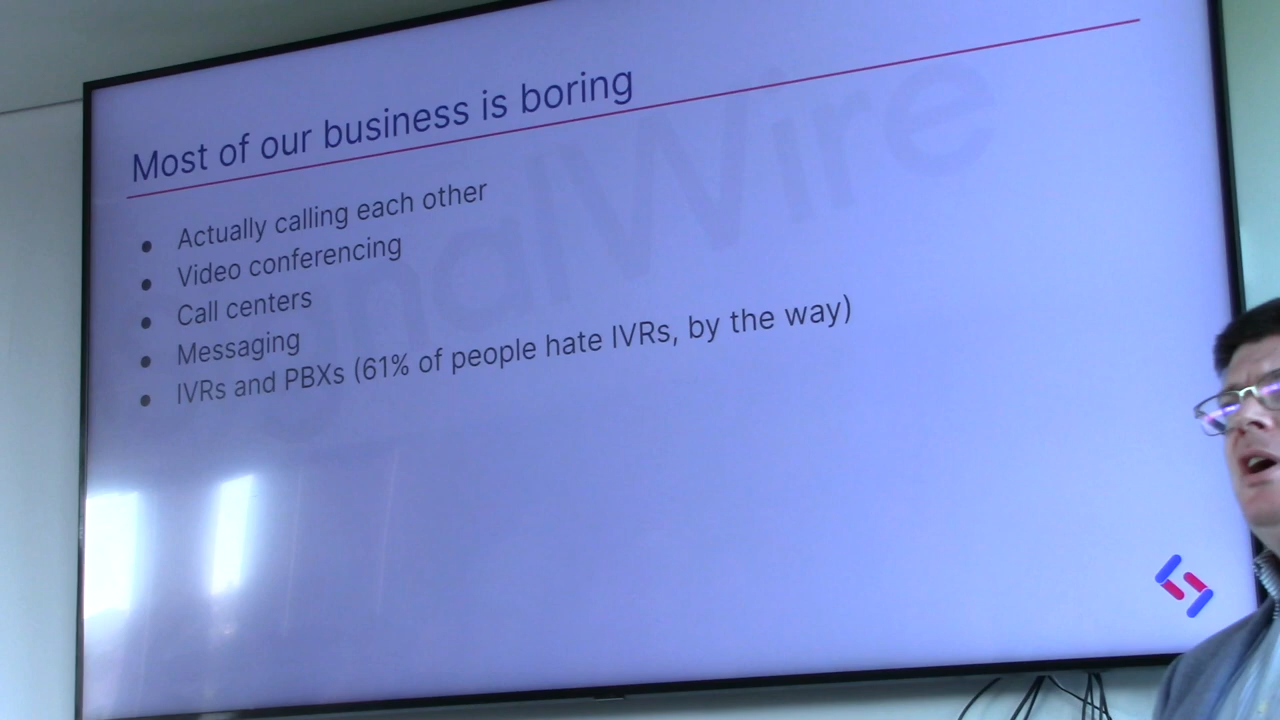 Most of our business is boring
● Actually calling each other
● Video conferencing
● Call centers
● Messaging
● IVRs and PBXs (61% of people hate IVRs, by the way)
SignalWire